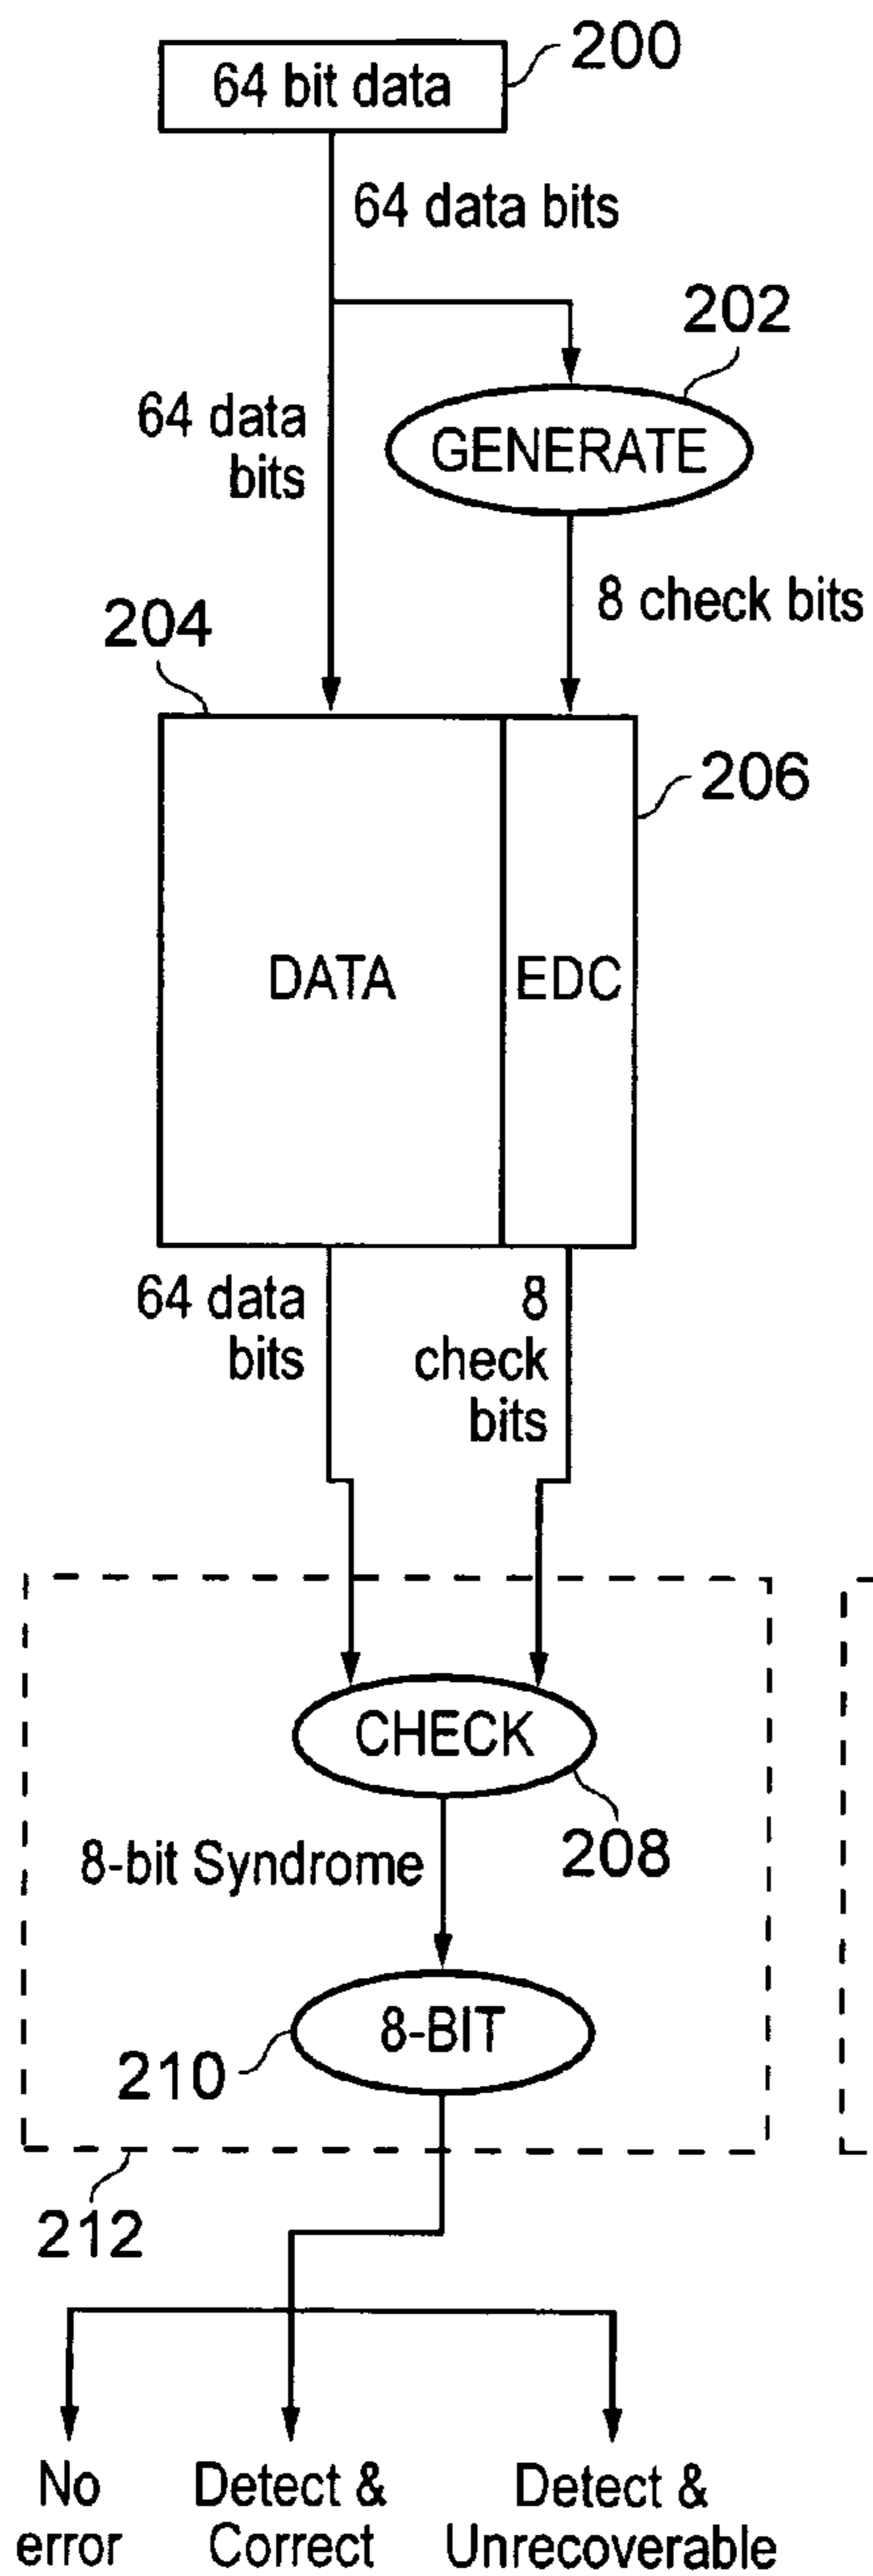 200
64 bit data
64 data bits
202
64 data
bits
GENERATE
8 check bits
204
206
DATA
EDC
64 data
bits
8
check
bits
CHECK
208
8-bit Syndrome
8-BIT
210
212
No
error
Detect &
Correct
Detect &
Unrecoverable